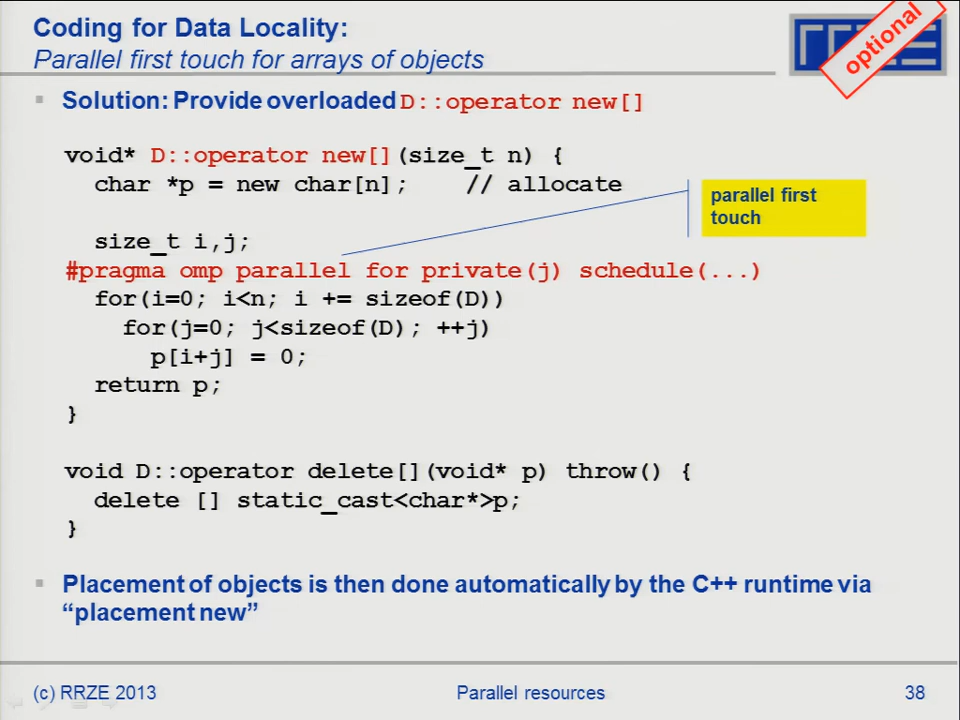 Coding for Data Locality:
Parallel first touch for arrays of objects
RRZE
optional
Solution: Provide overloaded D::operator new[]
void* D::operator new[](size_t n) {
char *p = new char[n]; // allocate
parallel first
touch
size_t i,j;
#pragma omp parallel for private(j) schedule(...)
for(i=0; i<n; i += sizeof(D))
for(j=0; j<sizeof(D); ++j)
p[i+j] = 0;
return p;
}
void D::operator delete[](void* p) throw() {
delete [] static_cast<char*>p;
}
Placement of objects is then done automatically by the C++ runtime via
“placement new”
(c) RRZE 2013
Parallel resources
38